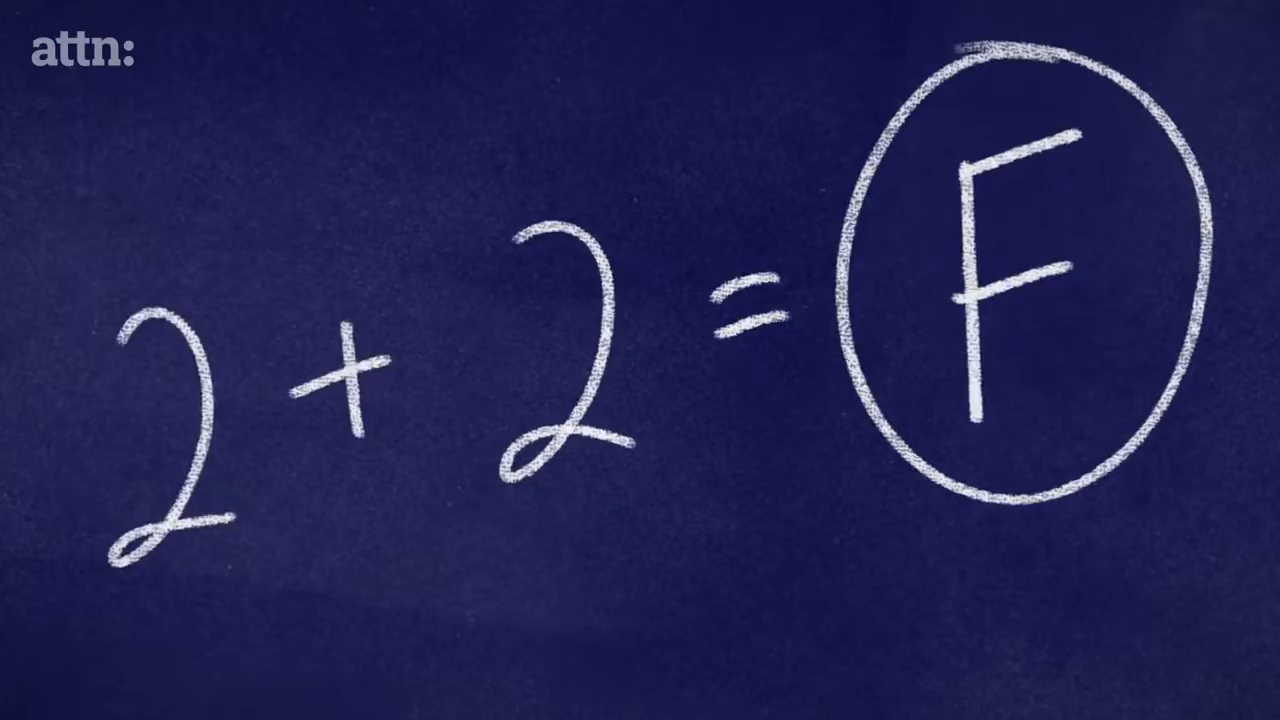 attn:
2 + 2 = F